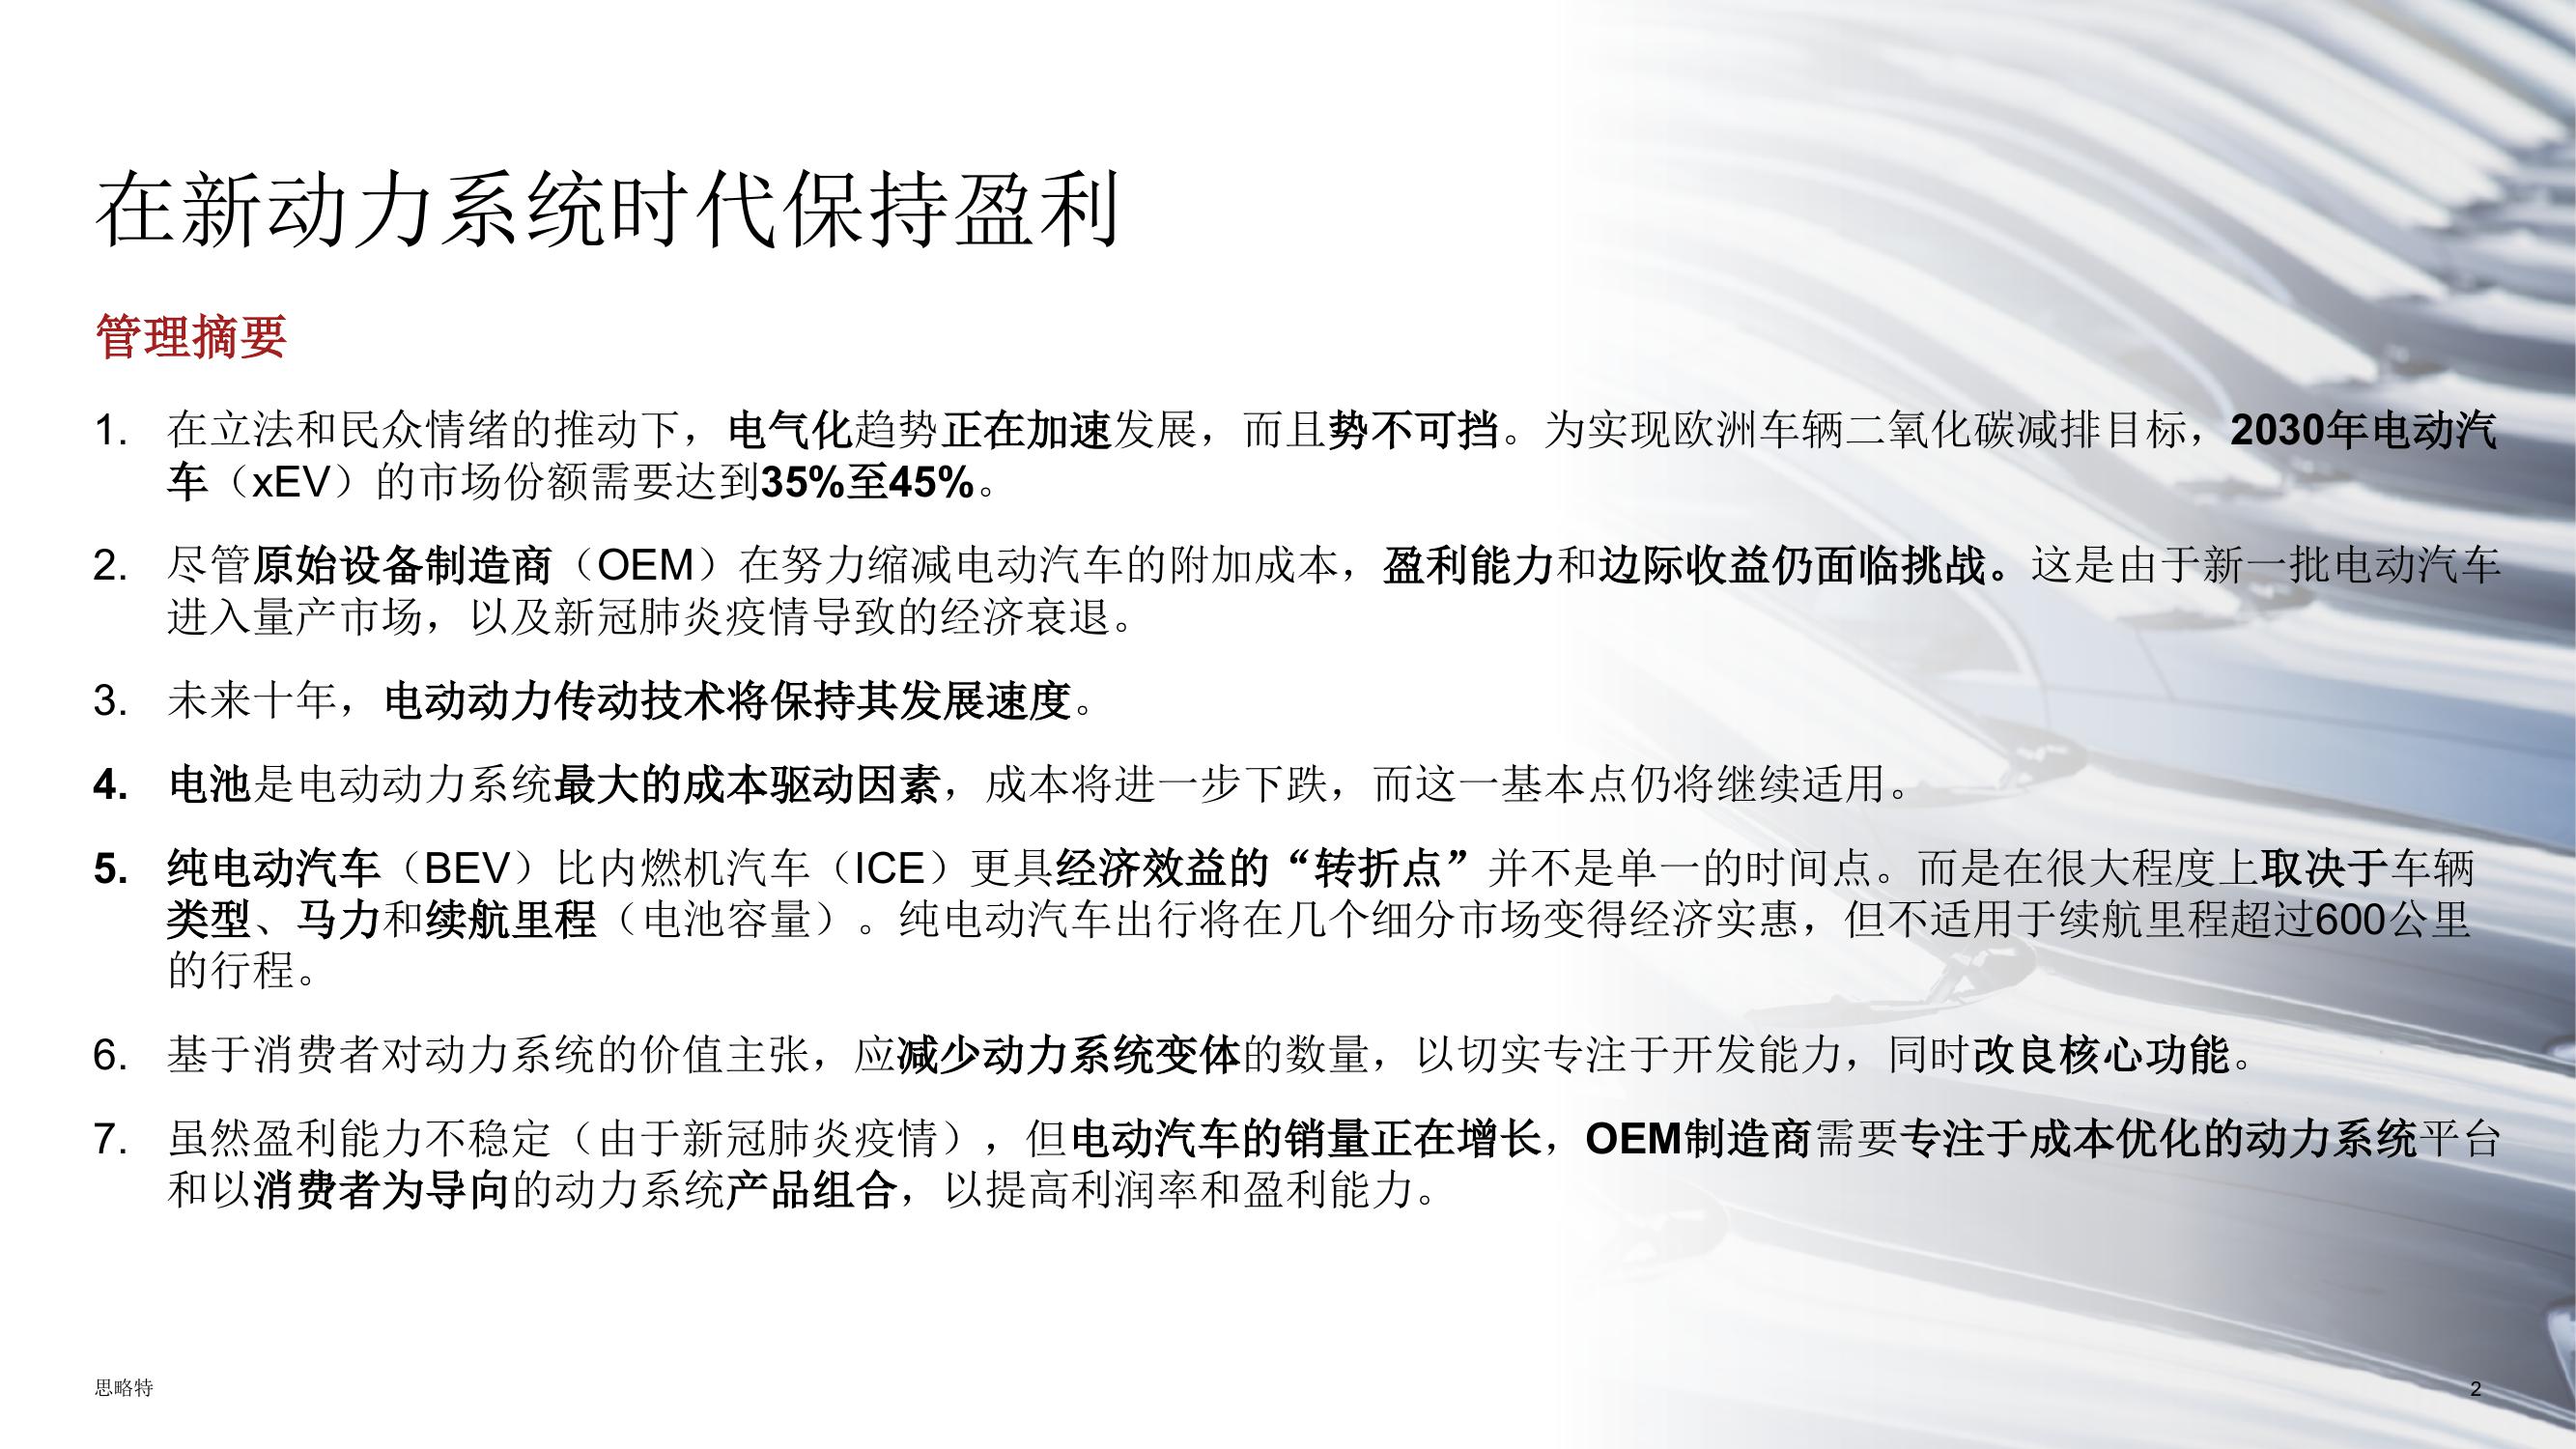 在新动力系统时代保持盈利
管理摘要
1. 在立法和民众情绪的推动下，电气化趋势正在加速发展，而且势不可挡。为实现欧洲车辆二氧化碳减排目标，2030年电动汽
车（xEV）的市场份额需要达到35%至45%。
2. 尽管原始设备制造商（OEM）在努力缩减电动汽车的附加成本，盈利能力和边际收益仍面临挑战。这是由于新一批电动汽车
进入量产市场，以及新冠肺炎疫情导致的经济衰退。
3. 未来十年，电动动力传动技术将保持其发展速度。
4. 电池是电动动力系统最大的成本驱动因素，成本将进一步下跌，而这一基本点仍将继续适用。
5. 纯电动汽车（BEV）比内燃机汽车（ICE）更具经济效益的“转折点”并不是单一的时间点。而是在很大程度上取决于车辆
类型、马力和续航里程（电池容量）。纯电动汽车出行将在几个细分市场变得经济实惠，但不适用于续航里程超过600公里
的行程。
6. 基于消费者对动力系统的价值主张，应减少动力系统变体的数量，以切实专注于开发能力，同时改良核心功能。
7. 虽然盈利能力不稳定（由于新冠肺炎疫情），但电动汽车的销量正在增长，OEM制造商需要专注于成本优化的动力系统平台
和以消费者为导向的动力系统产品组合，以提高利润率和盈利能力。
思略特
2